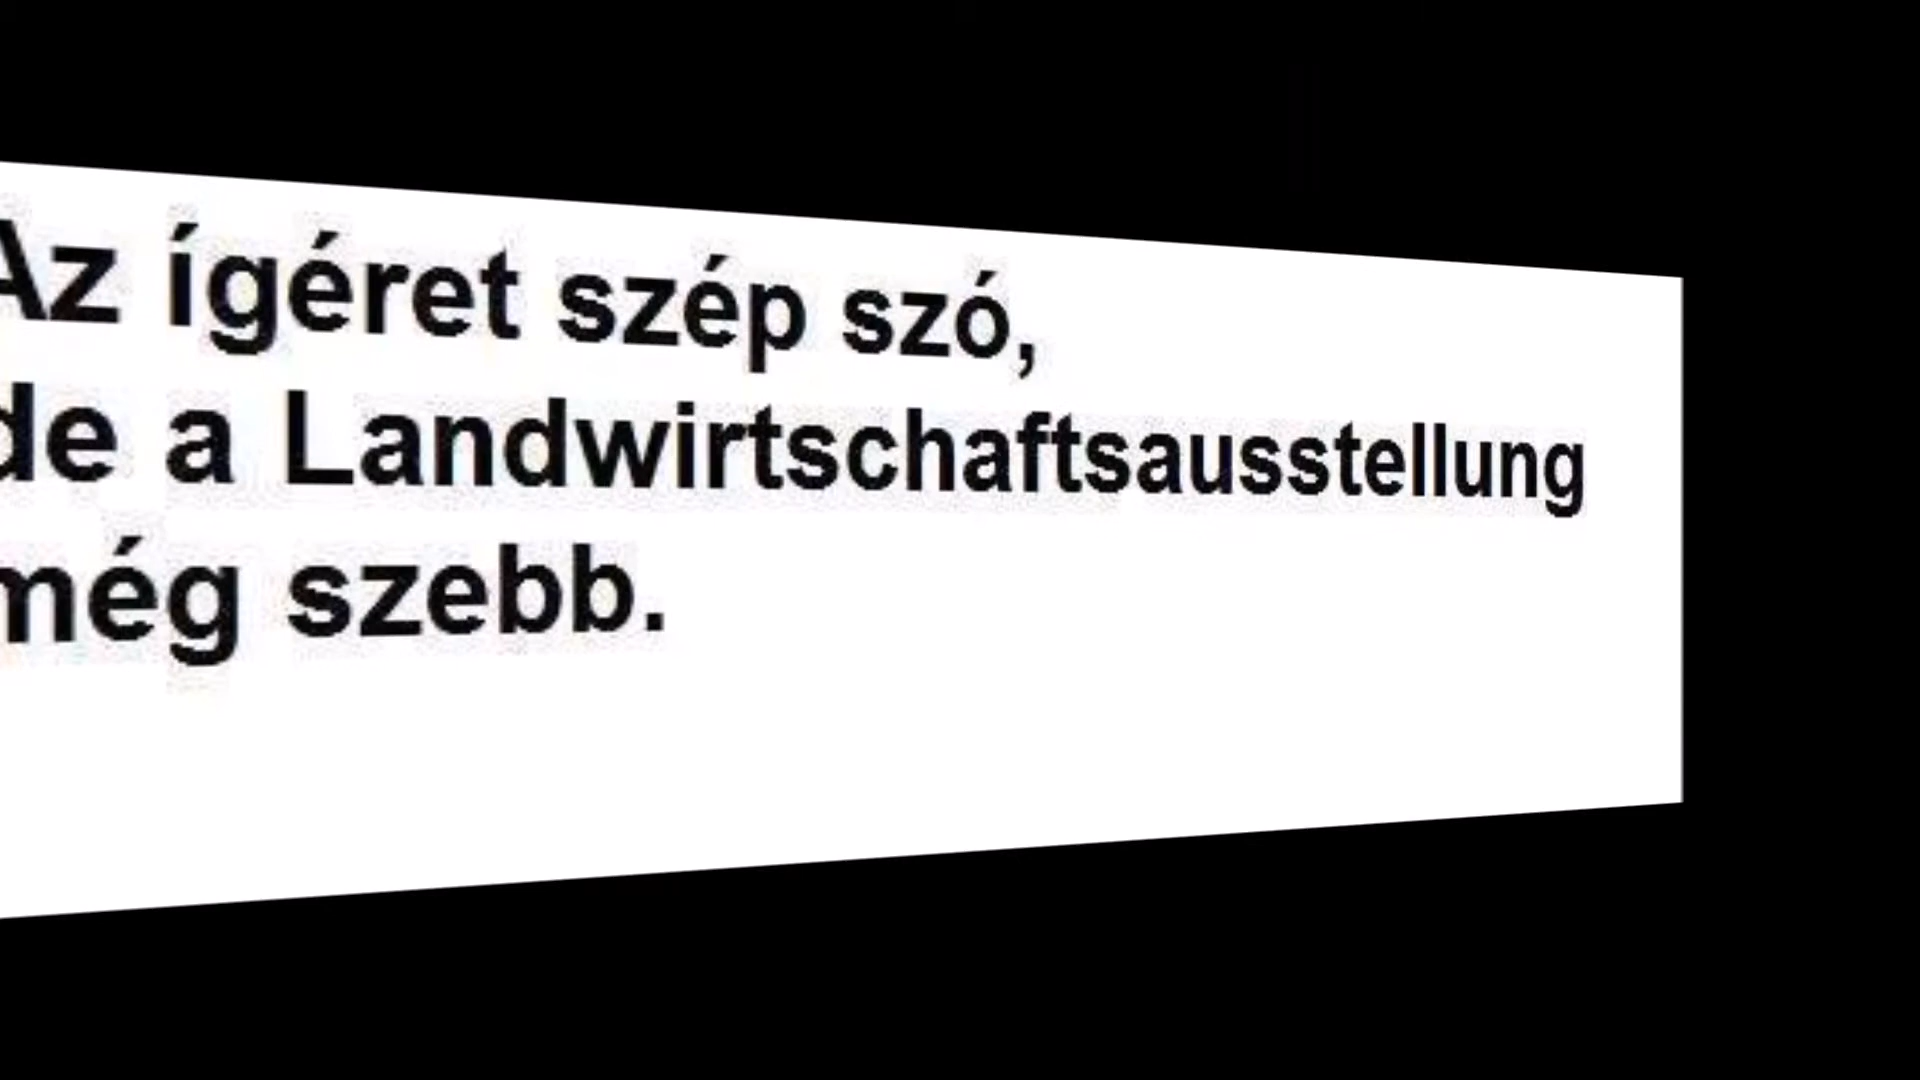 Az ígéret szép szó,
de a Landwirtschaftsausstellung
még szebb.